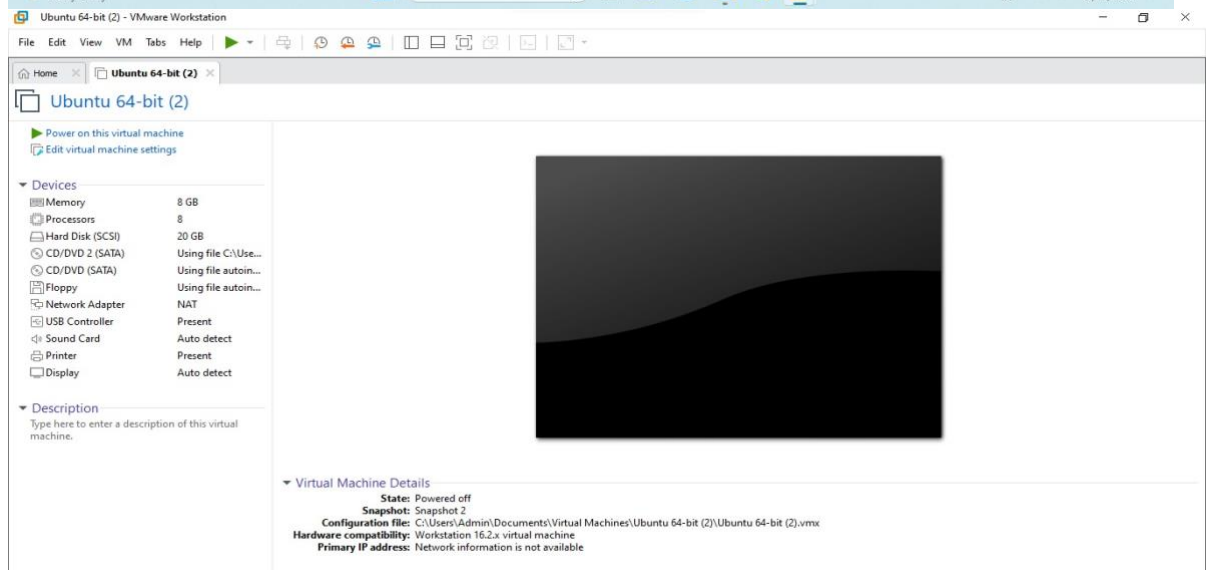 Ubuntu 64-bit (2) - VMware Workstation
File Edit View VM Tabs Help
Home Ubuntu 64-bit (2)
Ubuntu 64-bit (2)
Power on this virtual machine
Edit virtual machine settings
Devices
Memory 8 GB
Processors 8
Hard Disk (SCSI) 20 GB
CD/DVD 2 (SATA) Using file C:\Use...
CD/DVD (SATA) Using file autoin...
Floppy Using file autoin...
Network Adapter NAT
USB Controller Present
Sound Card Auto detect
Printer Present
Display Auto detect
Description
Type here to enter a description of this virtual
machine.
Virtual Machine Details
State: Powered off
Snapshot: Snapshot 2
Configuration file: C:\Users\Admin\Documents\Virtual Machines\Ubuntu 64-bit (2)\Ubuntu 64-bit (2).vmx
Hardware compatibility: Workstation 16.2.x virtual machine
Primary IP address: Network information is not available